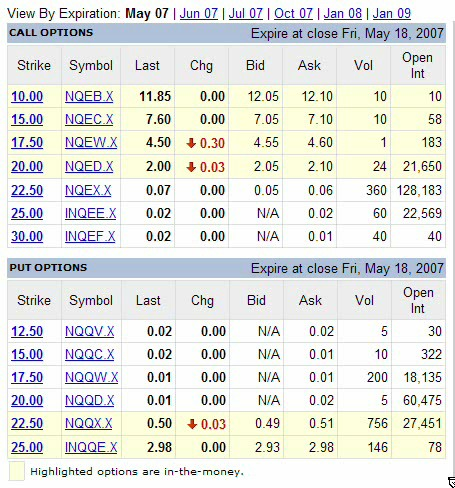 View By Expiration: May 07 | Jun 07 | Jul 07 | Oct 07 | Jan 08 | Jan 09
CALL OPTIONS Expire at close Fri, May 18, 2007
Strike Symbol Last Chg Bid Ask Vol Open Int
10.00 NQEB.X 11.85 0.00 12.05 12.10 10 10
15.00 NQEC.X 7.60 0.00 7.05 7.10 10 58
17.50 NQEW.X 4.50 0.30 4.55 4.60 1 183
20.00 NQED.X 2.00 0.03 2.05 2.10 24 21,650
22.50 NQEX.X 0.07 0.00 0.05 0.06 360 128,183
25.00 INQEE.X 0.02 0.00 N/A 0.02 60 22,569
30.00 INQEF.X 0.02 0.00 N/A 0.01 40 40
PUT OPTIONS Expire at close Fri, May 18, 2007
Strike Symbol Last Chg Bid Ask Vol Open Int
12.50 NQQV.X 0.02 0.00 N/A 0.02 5 30
15.00 NQQC.X 0.02 0.00 N/A 0.01 10 322
17.50 NQQW.X 0.01 0.00 N/A 0.01 200 18,135
20.00 NQQD.X 0.01 0.00 N/A 0.02 5 60,475
22.50 NQQX.X 0.50 0.03 0.49 0.51 756 27,451
25.00 INQQE.X 2.98 0.00 2.93 2.98 146 78
Highlighted options are in-the-money.